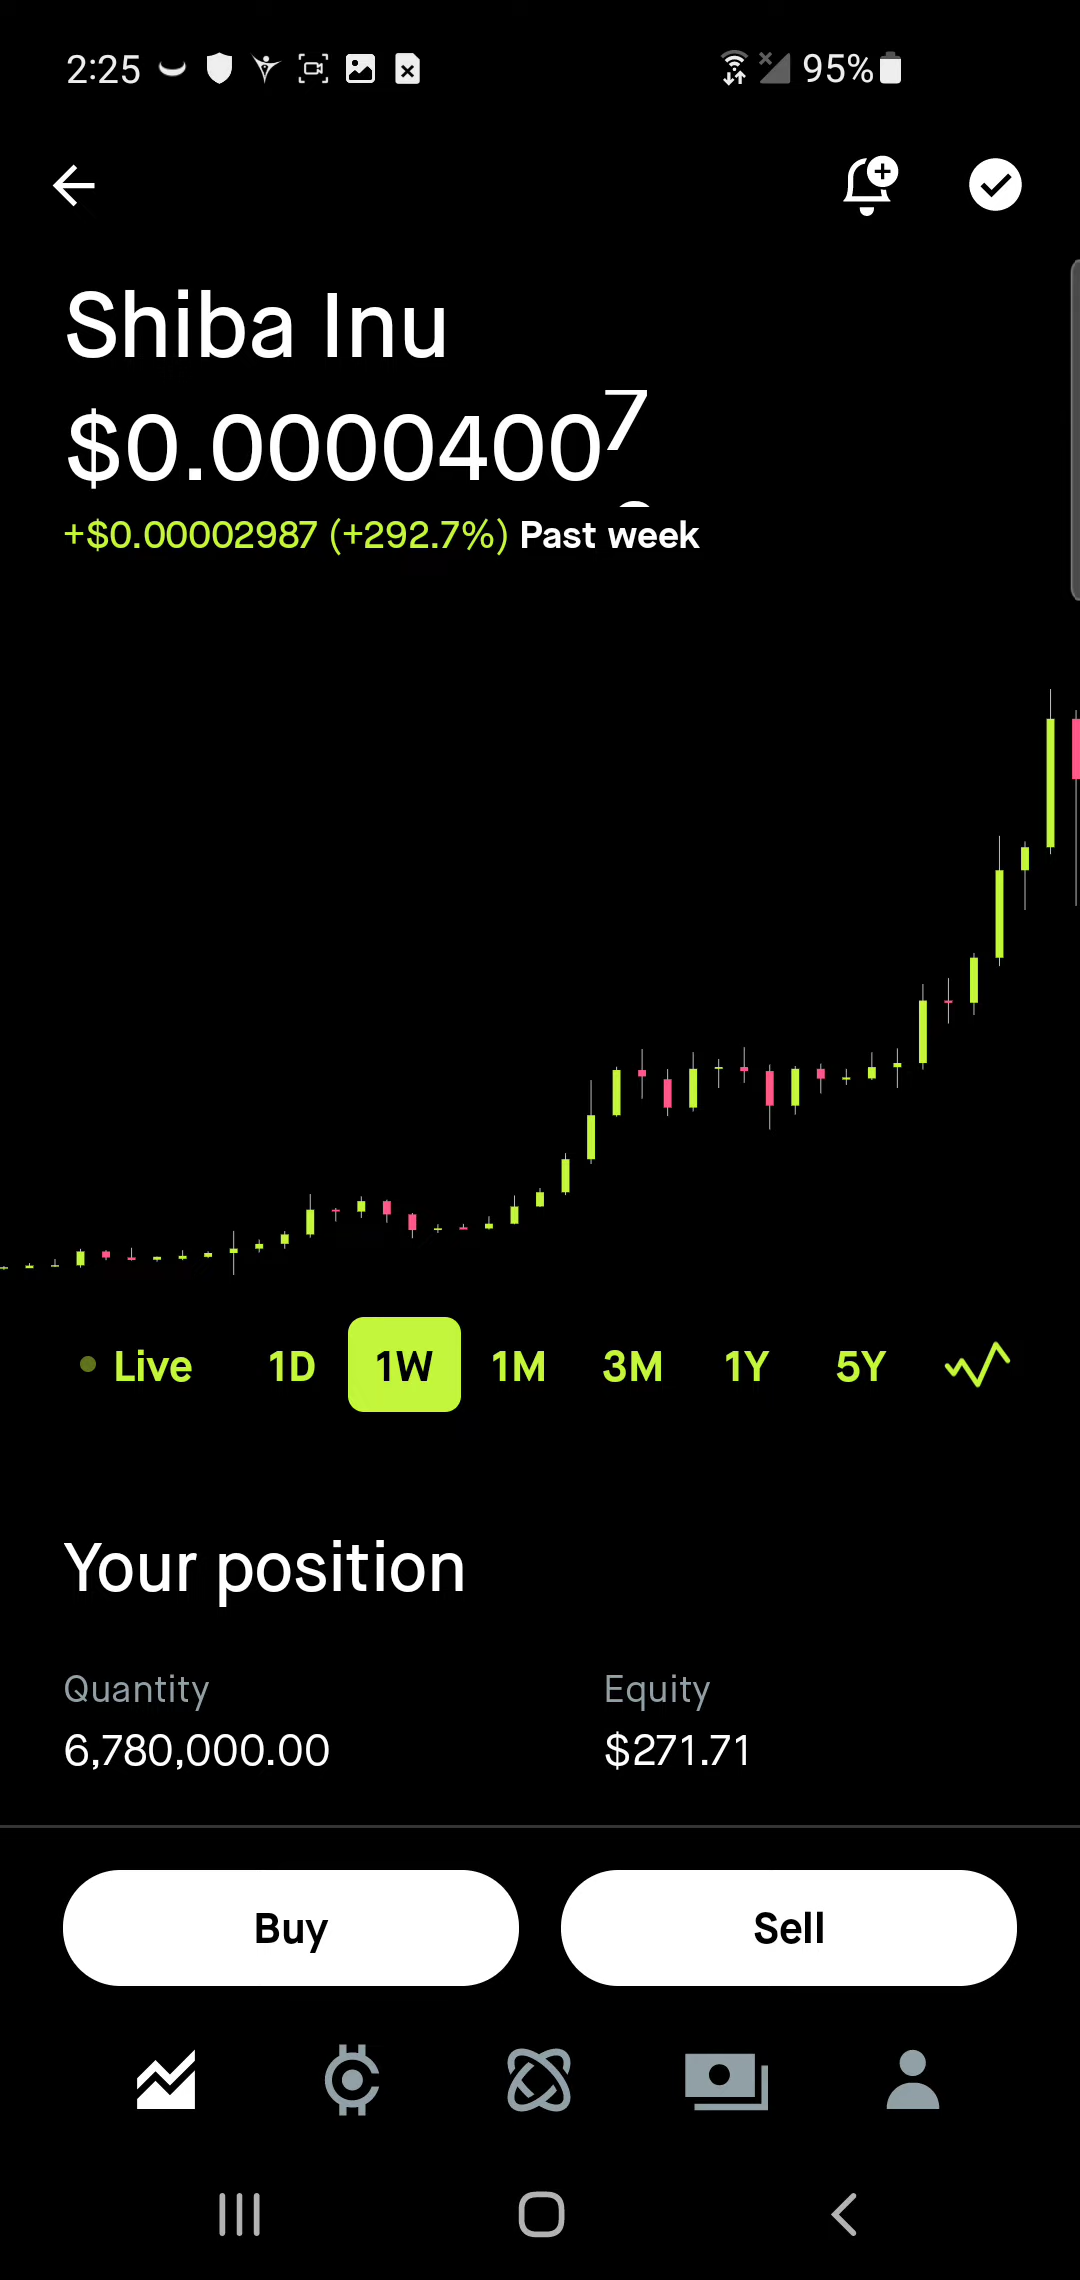 2:25 95%
Shiba Inu
$0.00004007
+$0.00002987 (+292.7%) Past week
Live 1D 1W 1M 3M 1Y 5Y
Your position
Quantity Equity
6,780,000.00 $271.71
Buy Sell